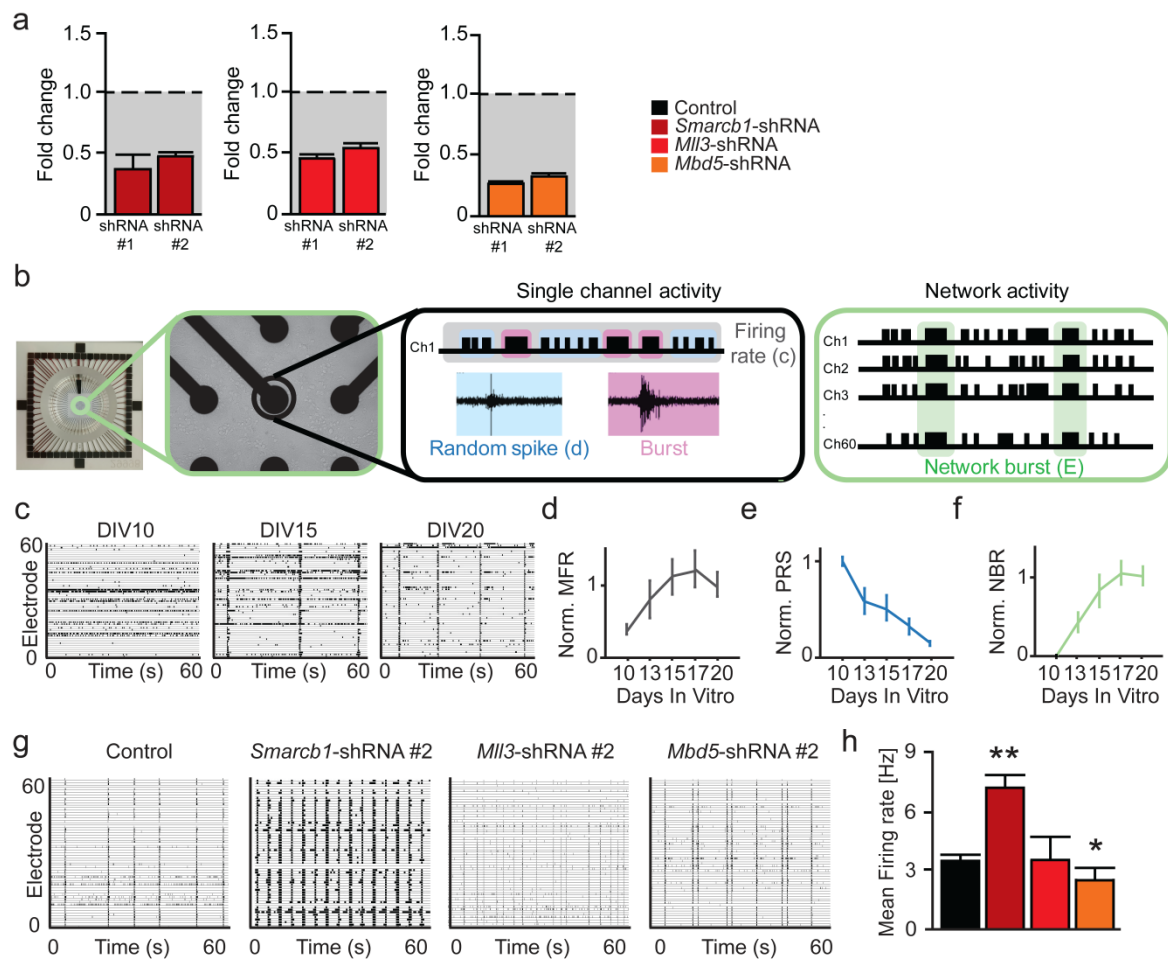 a
Fold change
1.0
0.5
0
shRNA #1
shRNA #2
Fold change
1.0
0.5
0
shRNA #1
shRNA #2
Fold change
1.0
0.5
0
shRNA #1
shRNA #2
Control
Smarcb1-shRNA
Mll3-shRNA
Mbd5-shRNA
b
Single channel activity
Ch1
Firing
rate (c)
Random spike (d)
Burst
Network activity
Ch1
Ch2
Ch3
.
.
Ch60
Network burst (E)
c
DIV10
DIV15
DIV20
60
Electrode
0
0 Time (s) 60
0 Time (s) 60
0 Time (s) 60
d
Norm. MFR
1
0
10 13 15 17 20
Days In Vitro
e
Norm. PRS
1
0
10 13 15 17 20
Days In Vitro
f
Norm. NBR
1
0
10 13 15 17 20
Days In Vitro
g
Control
Smarcb1-shRNA #2
Mll3-shRNA #2
Mbd5-shRNA #2
60
Electrode
0
0 Time (s) 60
0 Time (s) 60
0 Time (s) 60
0 Time (s) 60
h
Mean Firing rate [Hz]
9
6
3
0
**
*